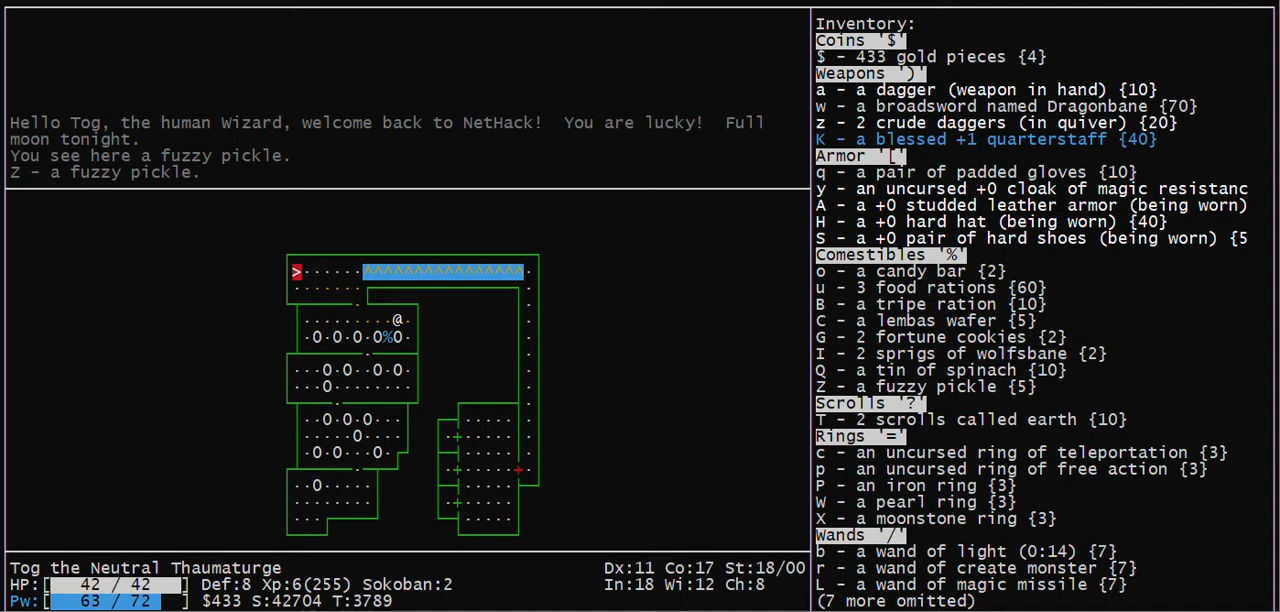 Hello Tog, the human Wizard, welcome back to NetHack!  You are lucky!  Full
moon tonight.
You see here a fuzzy pickle.
Z - a fuzzy pickle.
>······^^^^^^^^^^^^^^^^·
·······
·
·········@·
·O·O·O·O%O·
·
···O·O··O·O·
···O········
·
··O·O·O··
·····O···
·O·O··O·
·
··O·····
········
···
·····
·+·····
·+·····+·
·+·····
·····
Tog the Neutral Thaumaturge Dx:11 Co:17 St:18/00
HP:[ 42 / 42 ] Def:8 Xp:6(255) Sokoban:2 In:18 Wi:12 Ch:8
Pw:[ 63 / 72 ] $433 S:42704 T:3789
Inventory:
Coins '$'
$ - 433 gold pieces {4}
Weapons ')'
a - a dagger (weapon in hand) {10}
w - a broadsword named Dragonbane {70}
z - 2 crude daggers (in quiver) {20}
K - a blessed +1 quarterstaff {40}
Armor '['
q - a pair of padded gloves {10}
y - an uncursed +0 cloak of magic resistanc
A - a +0 studded leather armor (being worn)
H - a +0 hard hat (being worn) {40}
S - a +0 pair of hard shoes (being worn) {5
Comestibles '%'
o - a candy bar {2}
u - 3 food rations {60}
B - a tripe ration {10}
C - a lembas wafer {5}
G - 2 fortune cookies {2}
I - 2 sprigs of wolfsbane {2}
Q - a tin of spinach {10}
Z - a fuzzy pickle {5}
Scrolls '?'
T - 2 scrolls called earth {10}
Rings '='
c - an uncursed ring of teleportation {3}
p - an uncursed ring of free action {3}
P - an iron ring {3}
W - a pearl ring {3}
X - a moonstone ring {3}
Wands '/'
b - a wand of light (0:14) {7}
r - a wand of create monster {7}
L - a wand of magic missile {7}
(7 more omitted)